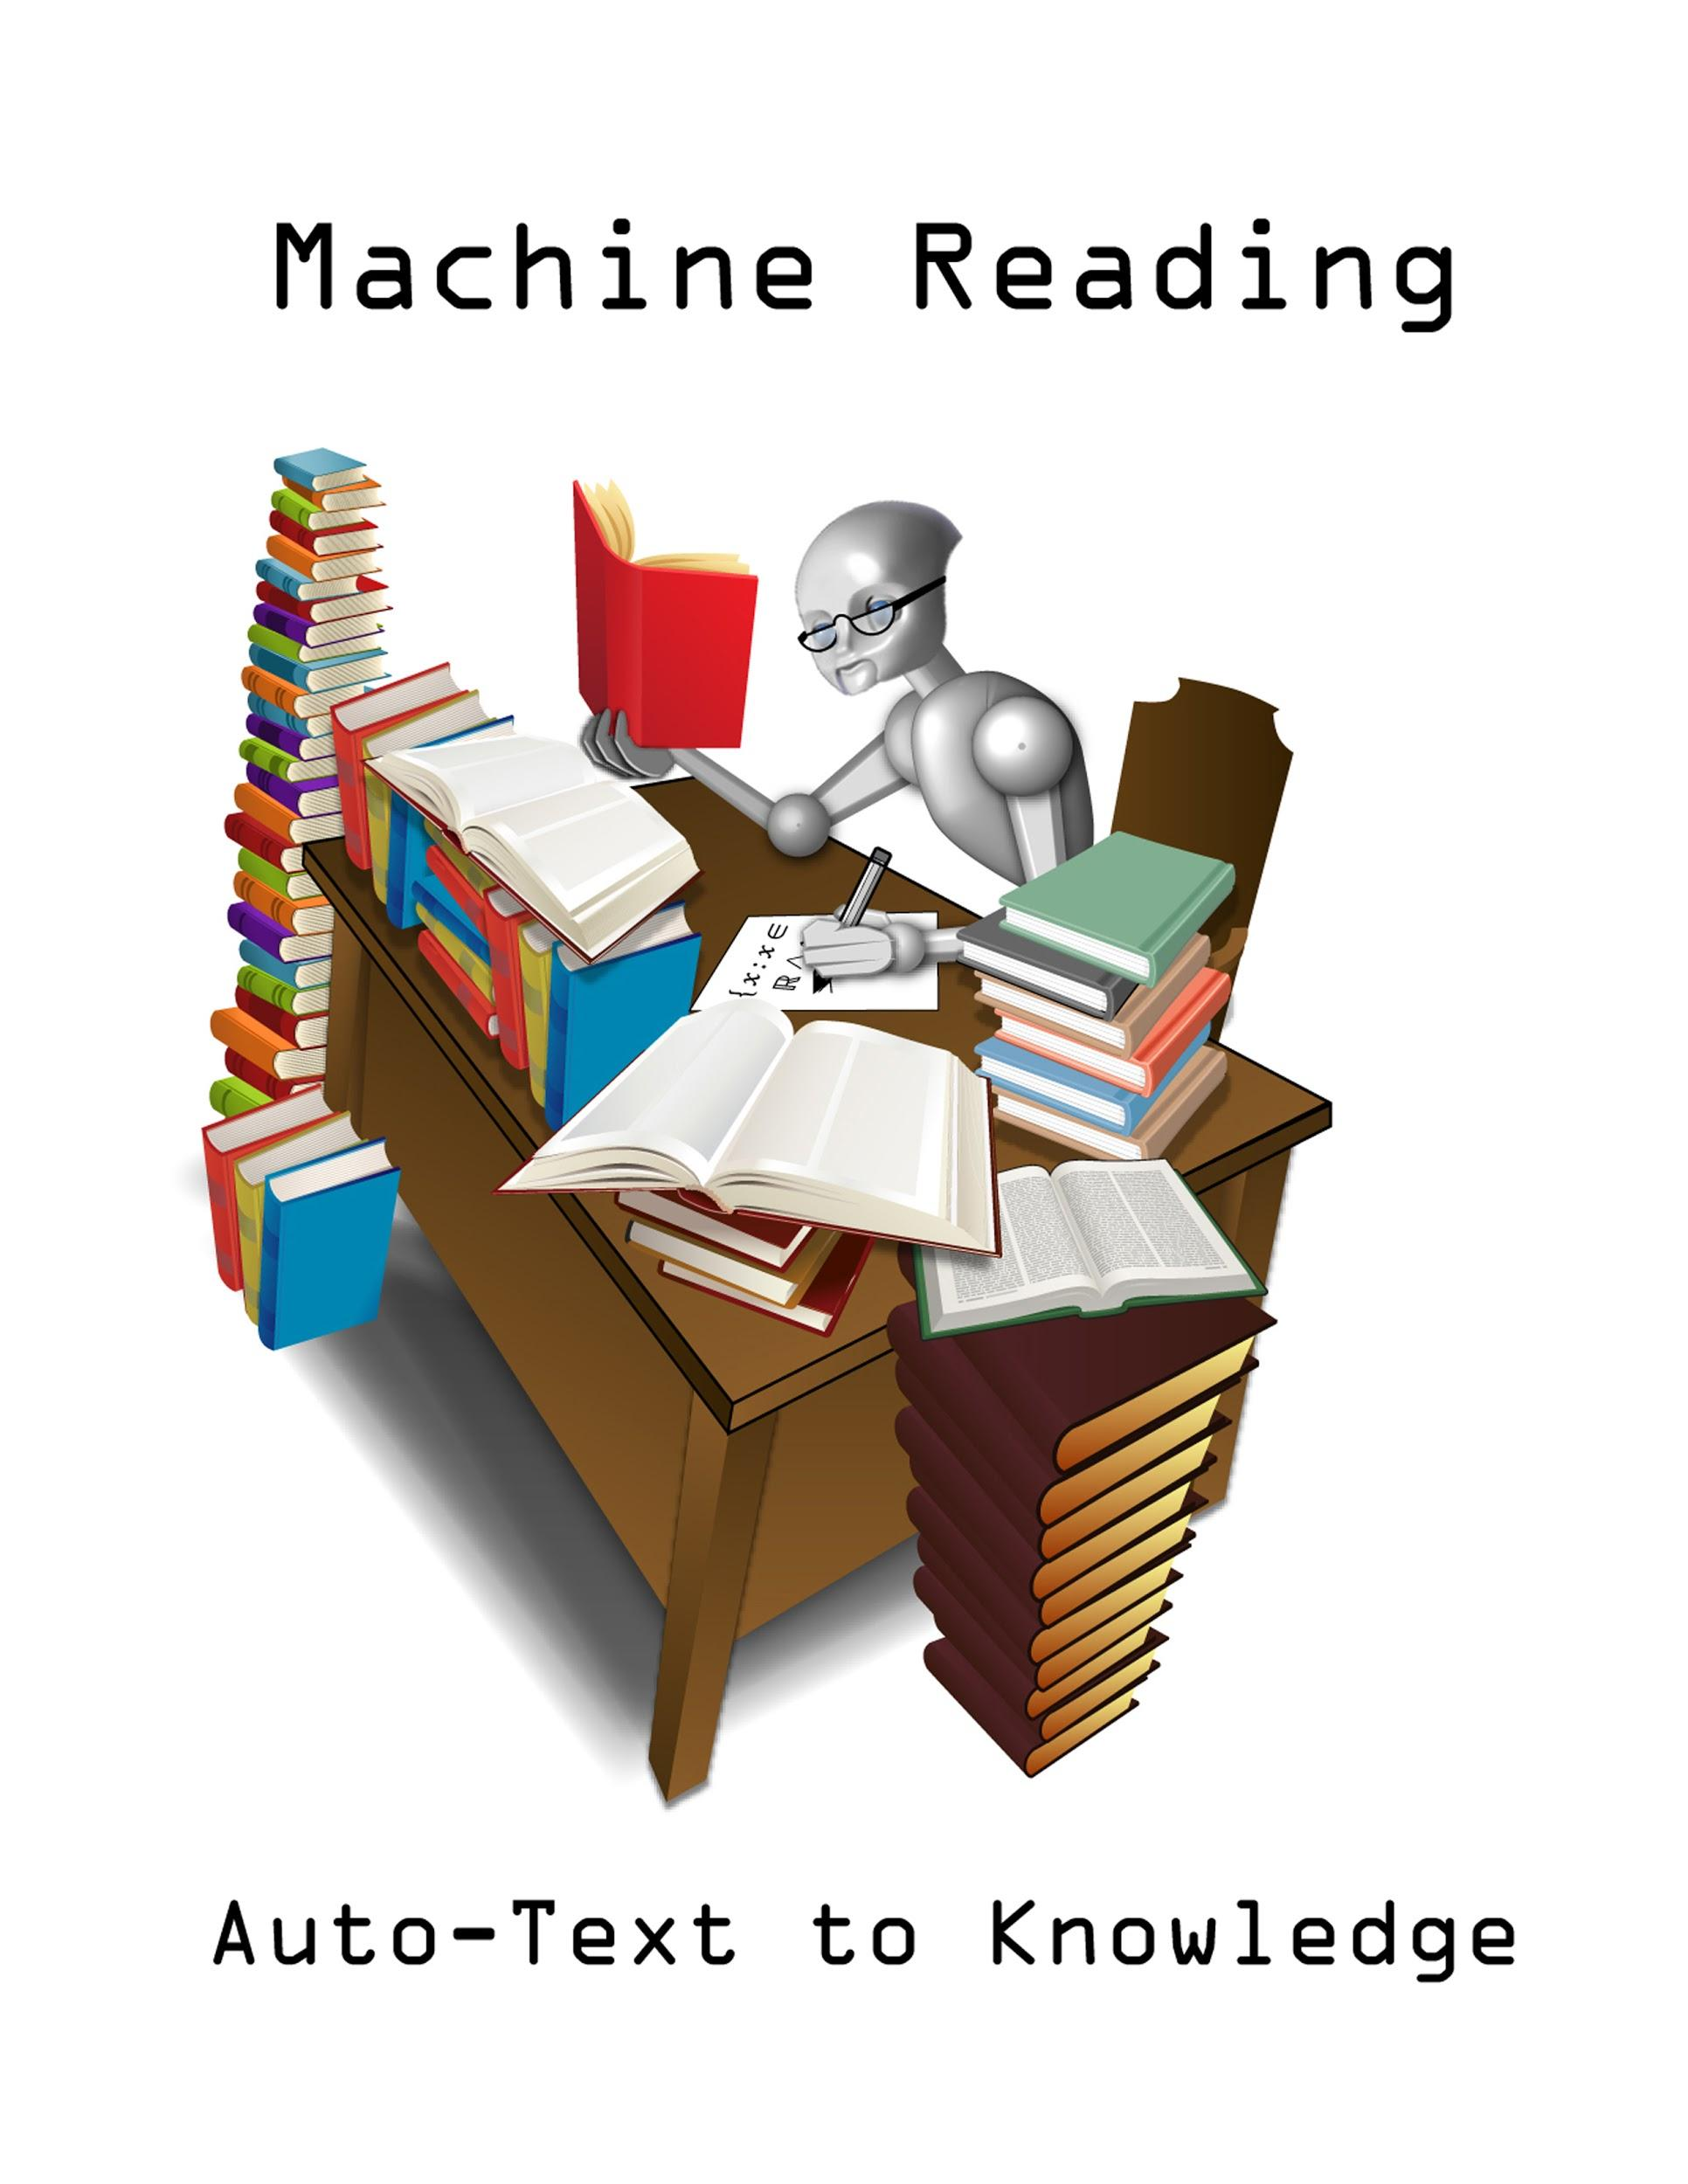 Machine Reading
{x:x∈
ℝ∧
Auto-Text to Knowledge